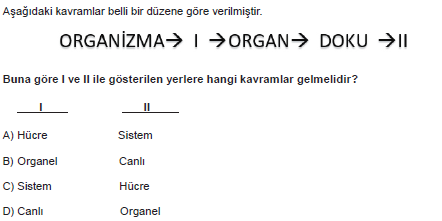 Aşağıdaki kavramlar belli bir düzene göre verilmiştir.
ORGANİZMA→ I →ORGAN→ DOKU →II
Buna göre I ve II ile gösterilen yerlere hangi kavramlar gelmelidir?
I II
A) Hücre Sistem
B) Organel Canlı
C) Sistem Hücre
D) Canlı Organel